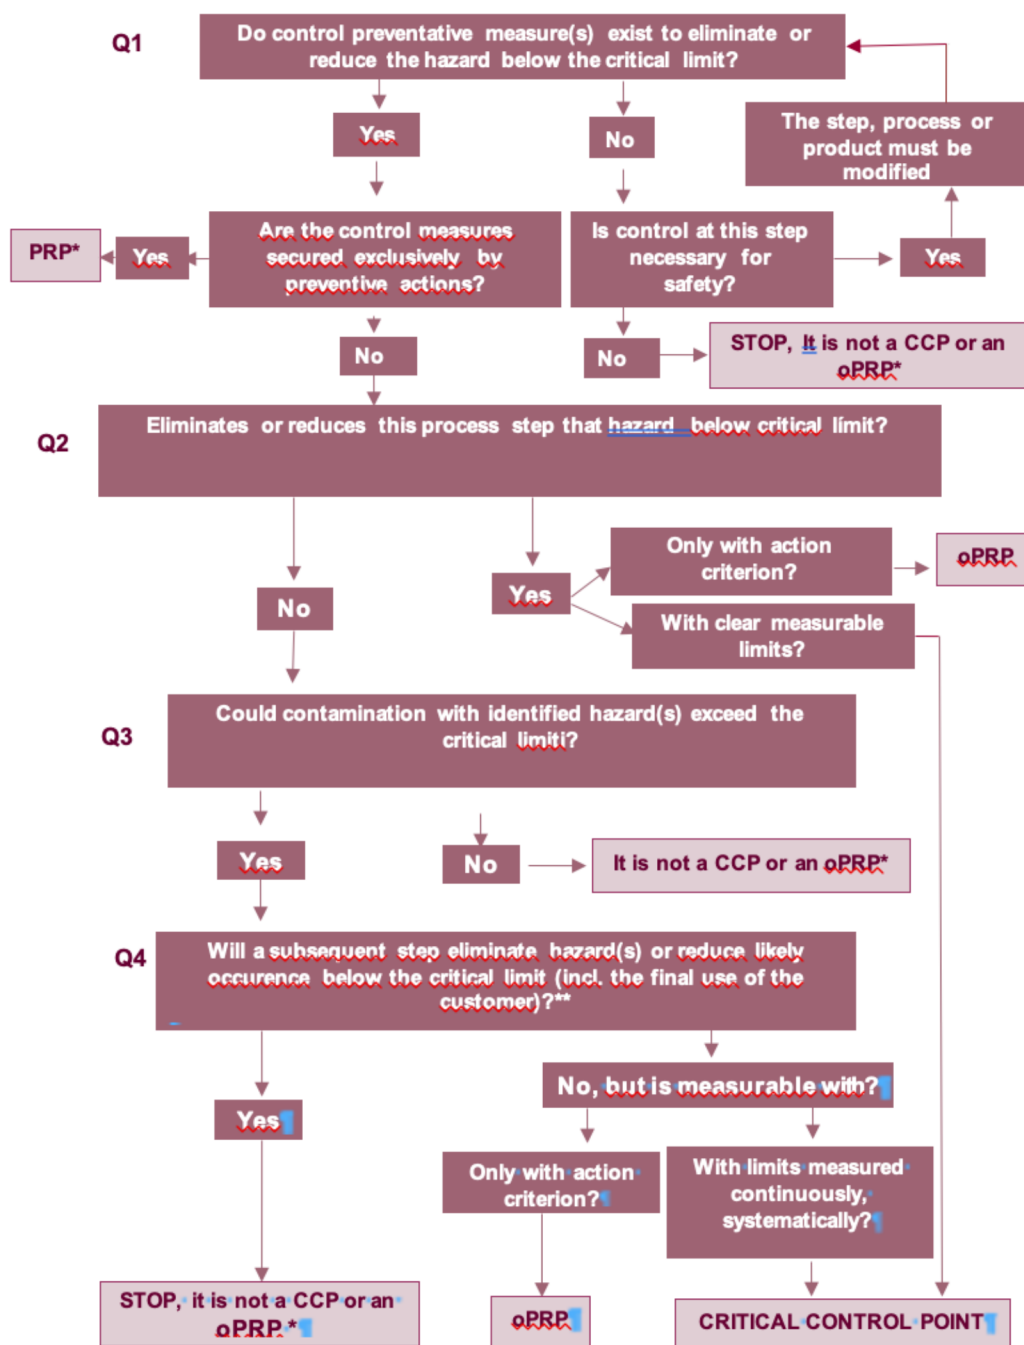 Q1
Do control preventative measure(s) exist to eliminate or
reduce the hazard below the critical limit?
Yes
No
The step, process or
product must be
modified
PRP*
Yes
Are the control measures
secured exclusively by
preventive actions?
Is control at this step
necessary for
safety?
Yes
No
No
STOP, It is not a CCP or an
oPRP*
Q2
Eliminates or reduces this process step that hazard below critical límit?
No
Yes
Only with action
criterion?
oPRP
With clear measurable
limits?
Q3
Could contamination with identified hazard(s) exceed the
critical limiti?
Yes
No
It is not a CCP or an oPRP*
Q4
Will a subsequent step eliminate hazard(s) or reduce likely
occurence below the critical limit (incl. the final use of the
customer)?**
Yes¶
No, but is measurable with?¶
Only with action
criterion?¶
With limits measured
continuously,
systematically?¶
STOP, it is not a CCP or an
oPRP *¶
oPRP¶
CRITICAL CONTROL POINT¶